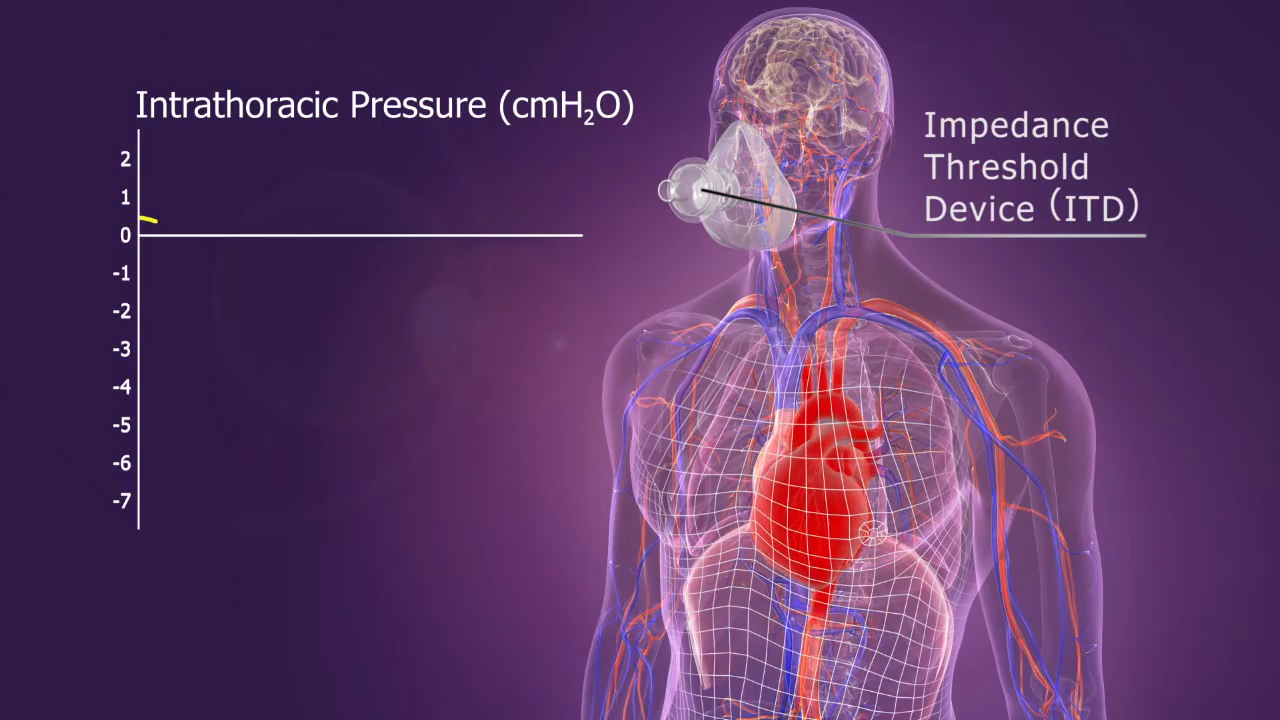 Intrathoracic Pressure (cmH₂O)
2
1
0
-1
-2
-3
-4
-5
-6
-7
Impedance
Threshold
Device (ITD)